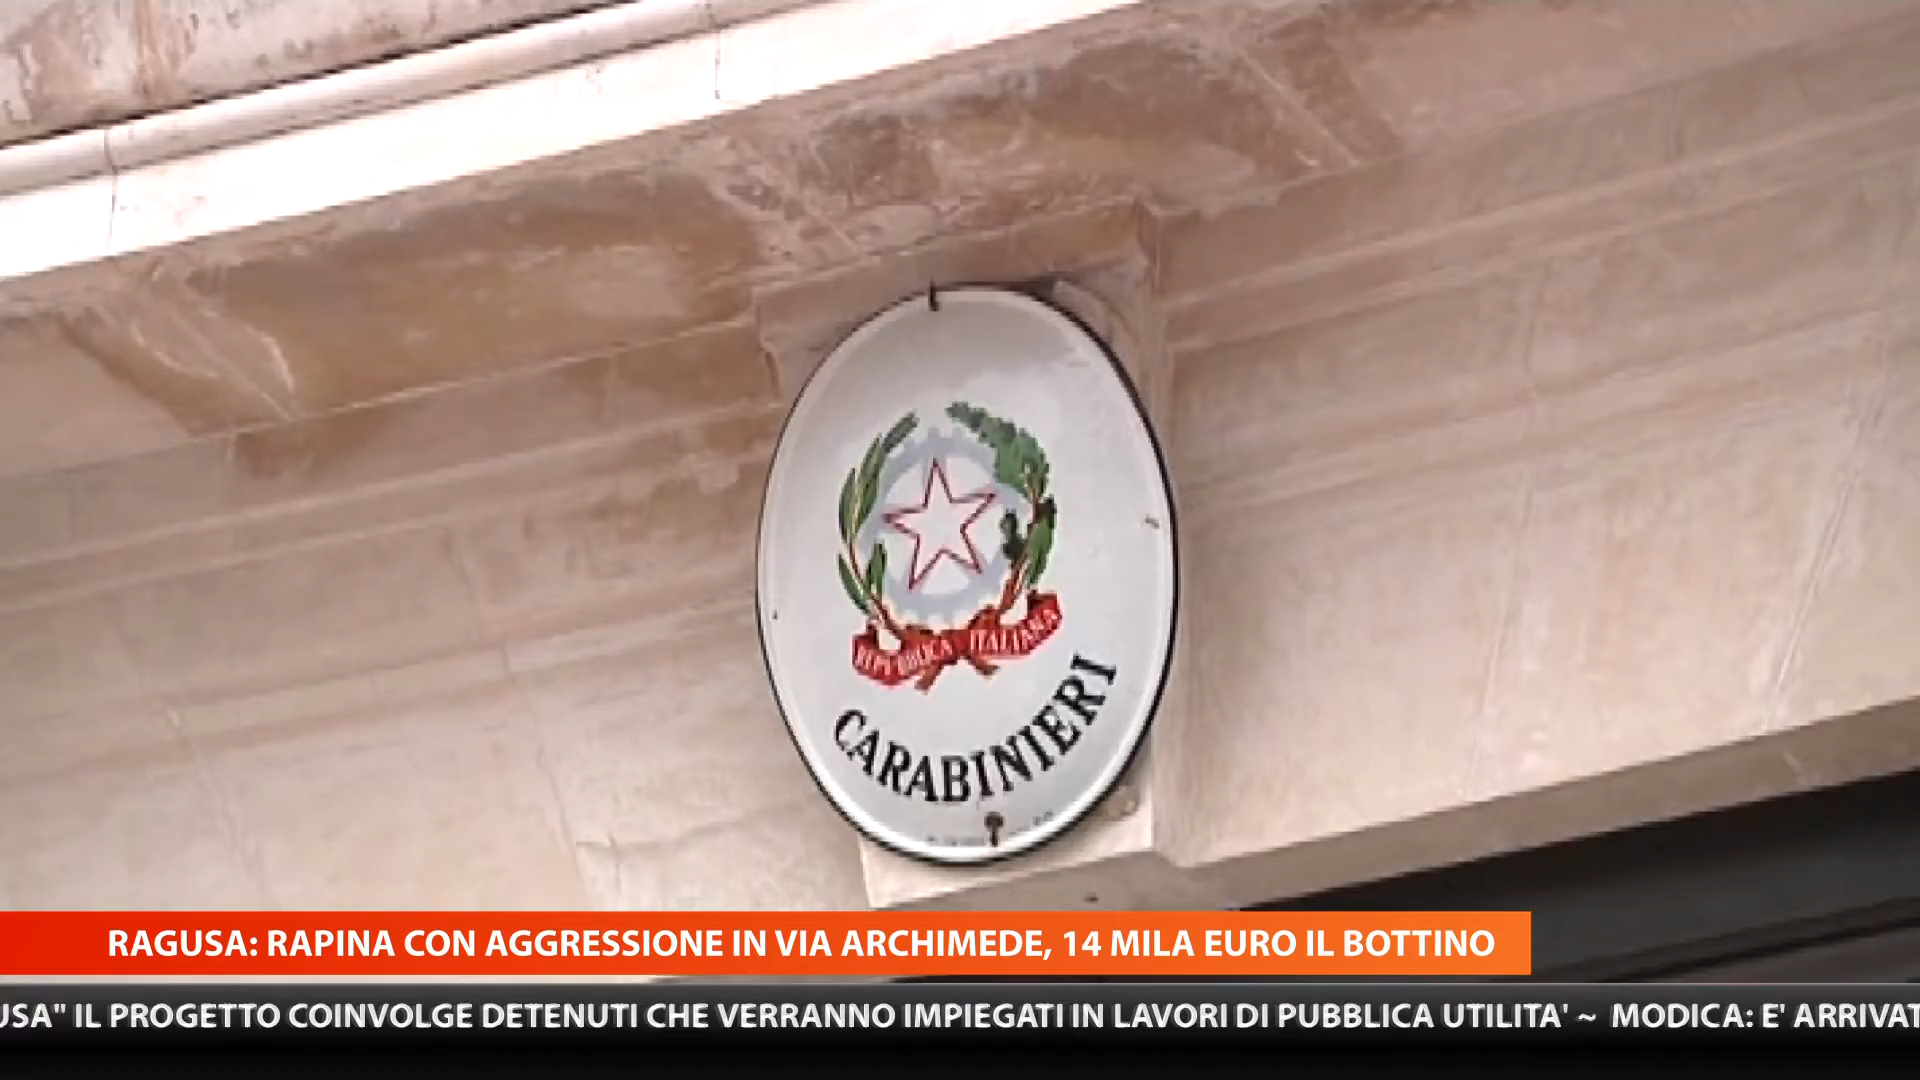 REPUBBLICA ITALIANA
CARABINIERI
RAGUSA: RAPINA CON AGGRESSIONE IN VIA ARCHIMEDE, 14 MILA EURO IL BOTTINO
USA" IL PROGETTO COINVOLGE DETENUTI CHE VERRANNO IMPIEGATI IN LAVORI DI PUBBLICA UTILITA' ~ MODICA: E' ARRIVAT